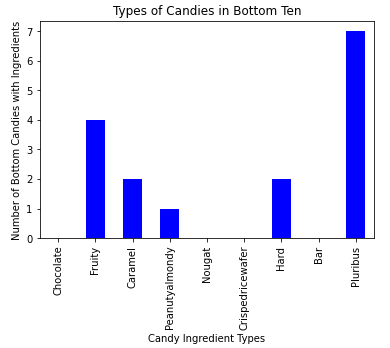 Types of Candies in Bottom Ten
Number of Bottom Candies with Ingredients
7
6
5
4
3
2
1
0
Chocolate
Fruity
Caramel
Peanutyalmondy
Nougat
Crispedricewafer
Hard
Bar
Pluribus
Candy Ingredient Types